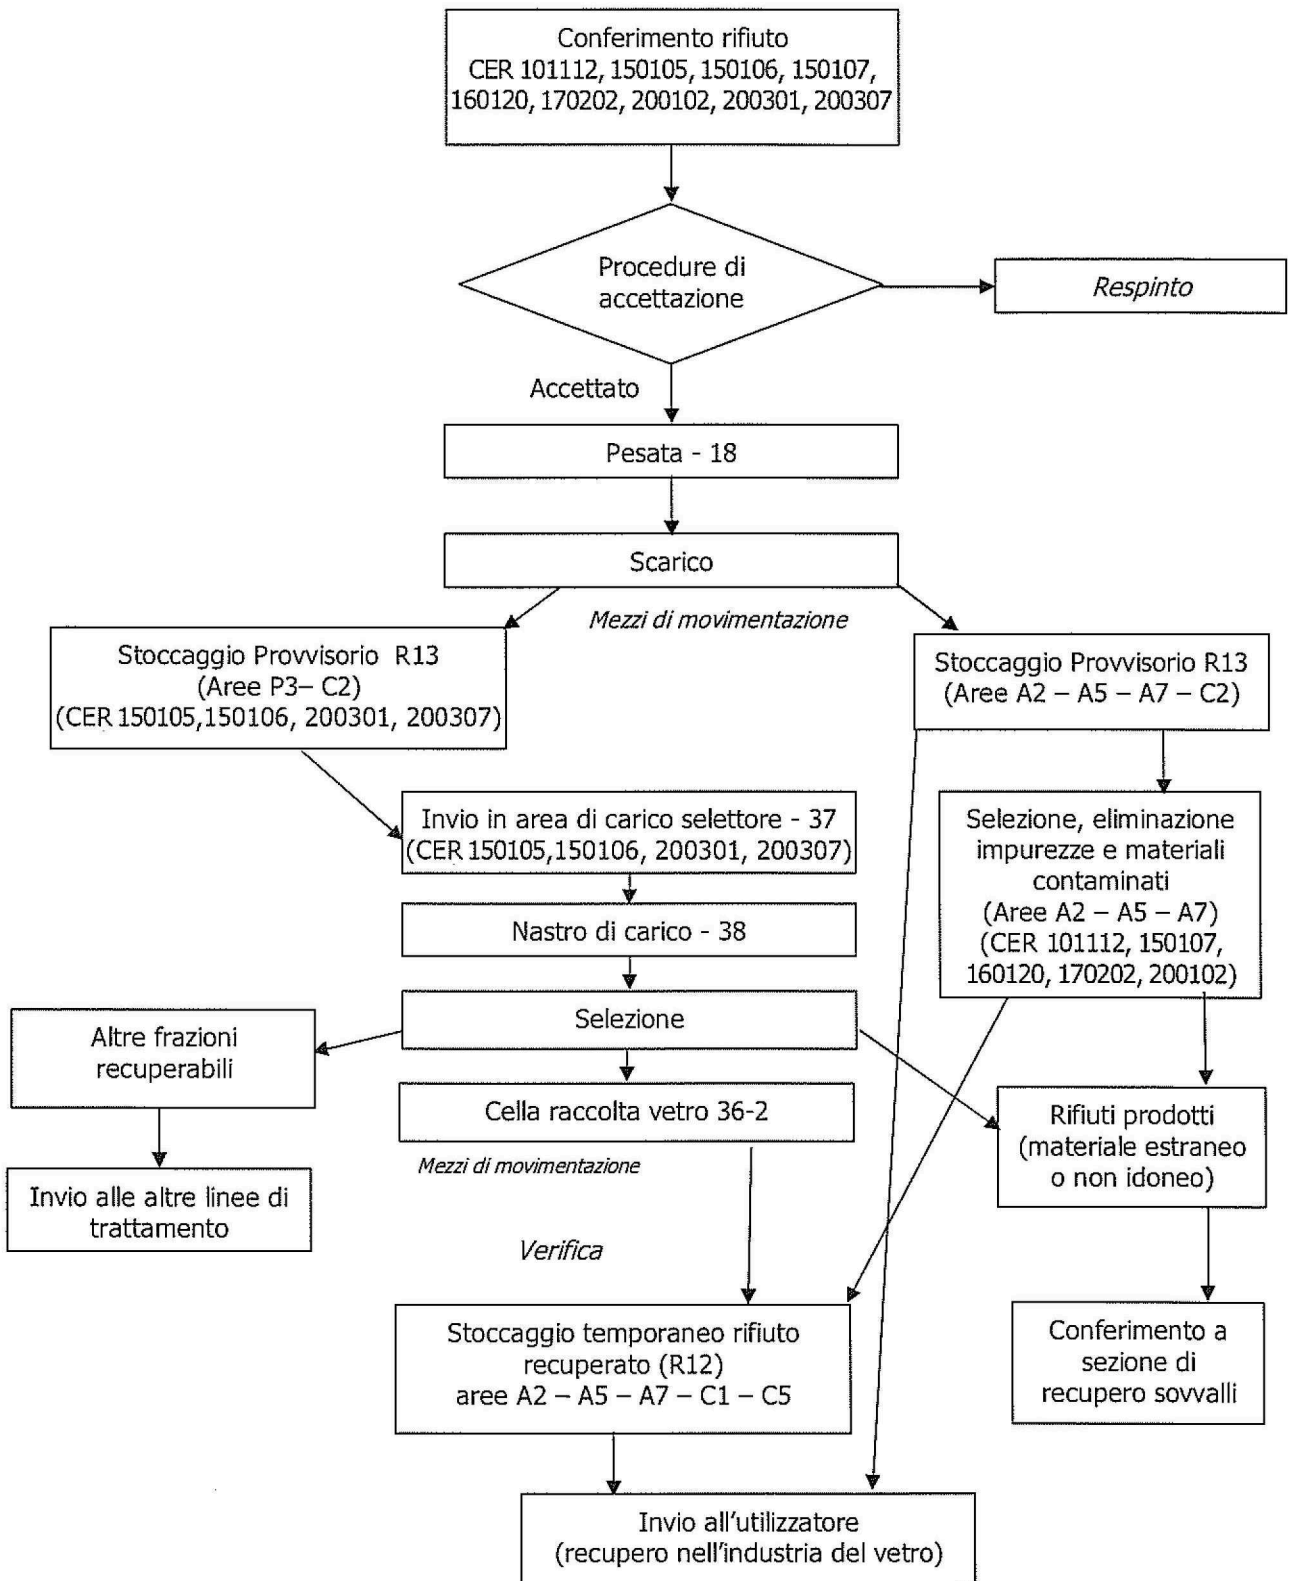 Conferimento rifiuto
CER 101112, 150105, 150106, 150107,
160120, 170202, 200102, 200301, 200307
Procedure di
accettazione
Respinto
Accettato
Pesata - 18
Scarico
Mezzi di movimentazione
Stoccaggio Provvisorio R13
(Aree P3– C2)
(CER 150105,150106, 200301, 200307)
Stoccaggio Provvisorio R13
(Aree A2 – A5 – A7 – C2)
Invio in area di carico selettore - 37
(CER 150105,150106, 200301, 200307)
Selezione, eliminazione
impurezze e materiali
contaminati
(Aree A2 – A5 – A7)
(CER 101112, 150107,
160120, 170202, 200102)
Nastro di carico - 38
Selezione
Altre frazioni
recuperabili
Cella raccolta vetro 36-2
Rifiuti prodotti
(materiale estraneo
o non idoneo)
Mezzi di movimentazione
Invio alle altre linee di
trattamento
Verifica
Stoccaggio temporaneo rifiuto
recuperato (R12)
aree A2 – A5 – A7 – C1 – C5
Conferimento a
sezione di
recupero sovvalli
Invio all'utilizzatore
(recupero nell'industria del vetro)